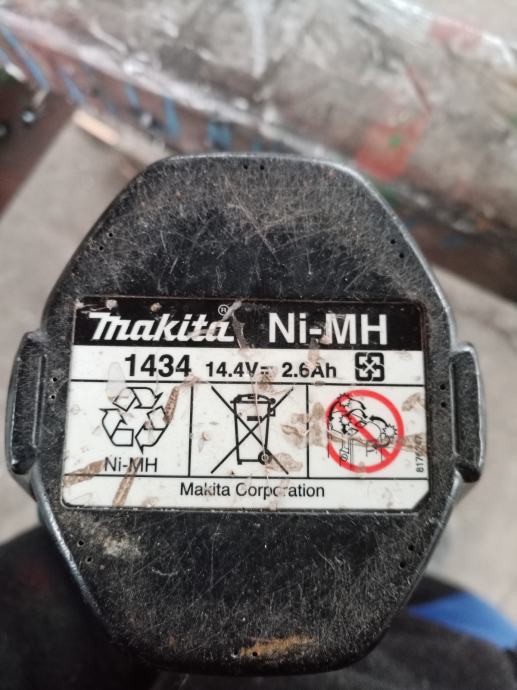 makita® Ni-MH
1434 14.4V⎓ 2.6Ah
Ni-MH
Makita Corporation